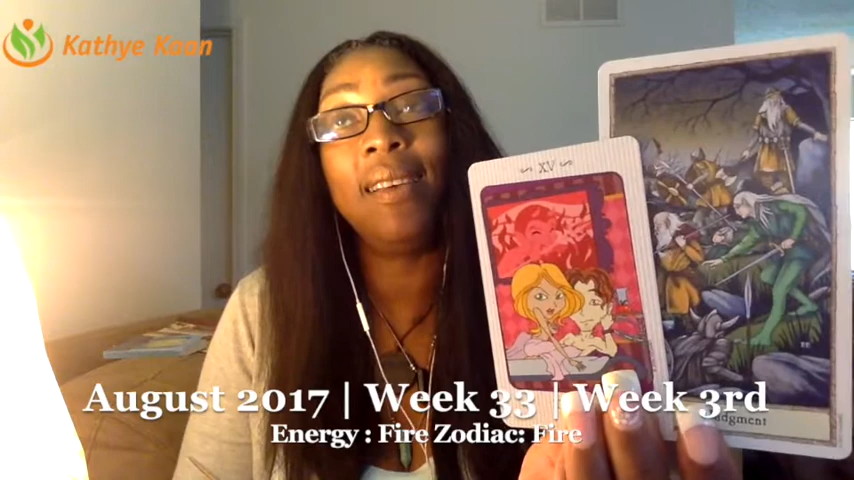 Kathye Kaan
XV
August 2017 | Week 33 | Week 3rd
Energy : Fire Zodiac: Fire